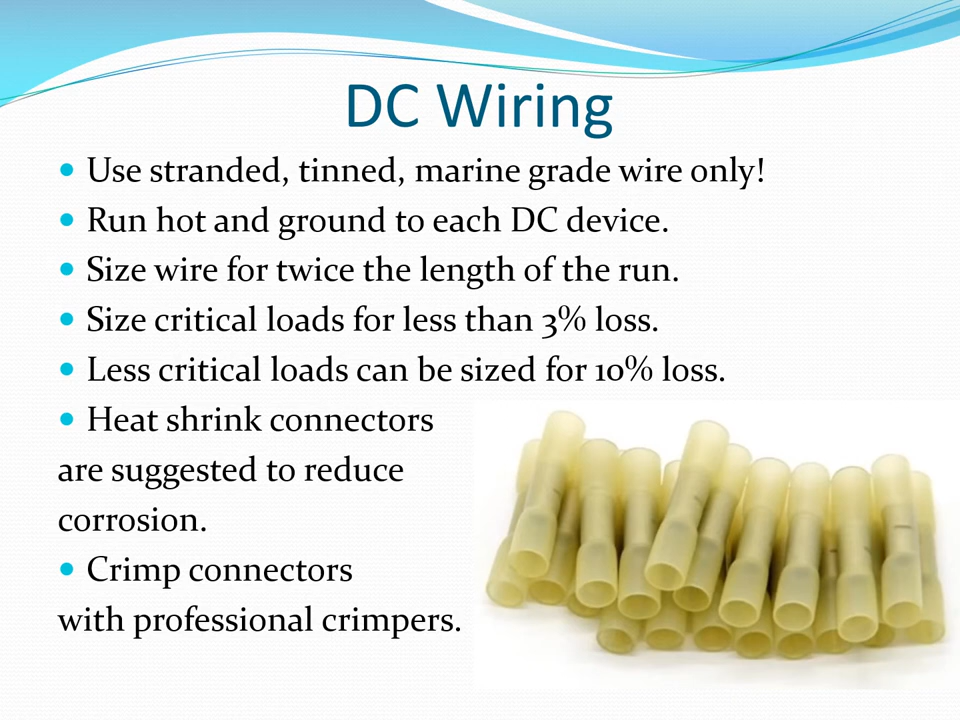 DC Wiring
• Use stranded, tinned, marine grade wire only!
• Run hot and ground to each DC device.
• Size wire for twice the length of the run.
• Size critical loads for less than 3% loss.
• Less critical loads can be sized for 10% loss.
• Heat shrink connectors
are suggested to reduce
corrosion.
• Crimp connectors
with professional crimpers.